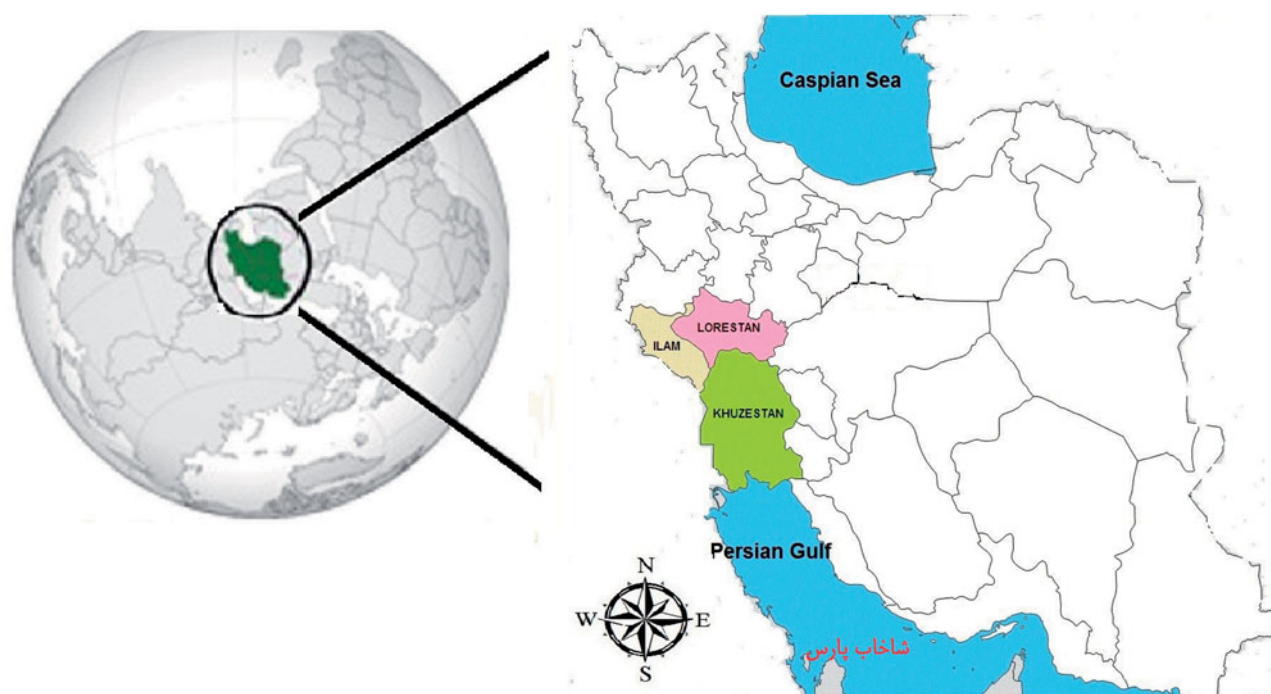 Caspian Sea
LORESTAN
ILAM
KHUZESTAN
Persian Gulf
N
W
E
S
شاخاب پارس